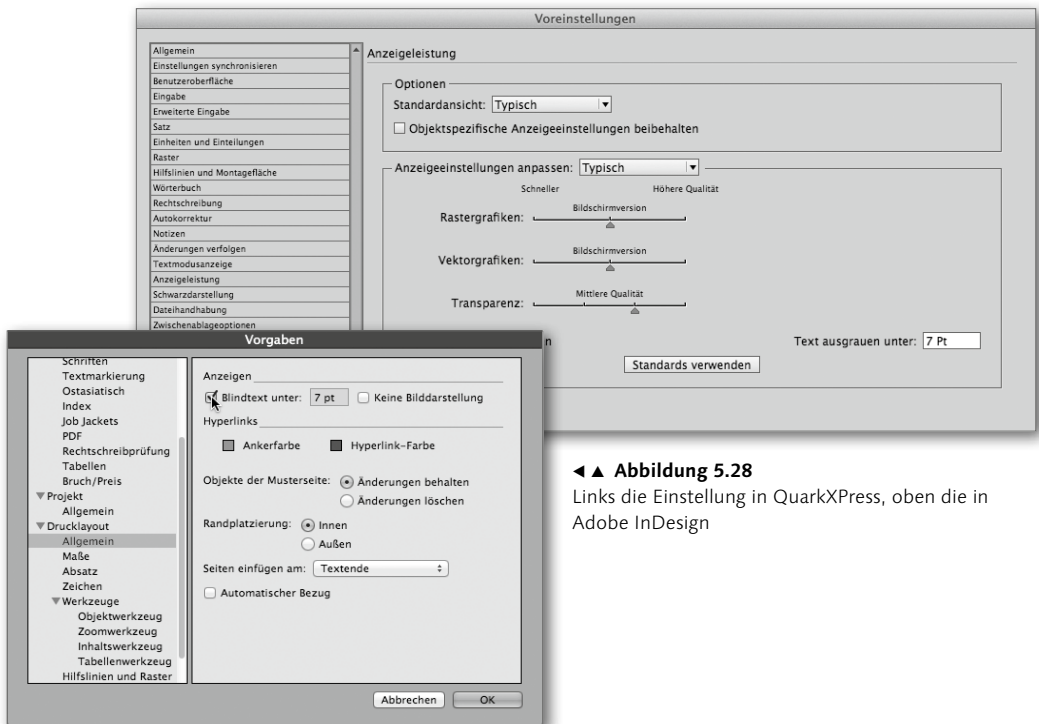 Voreinstellungen
Allgemein
Einstellungen synchronisieren
Benutzeroberfläche
Eingabe
Erweiterte Eingabe
Satz
Einheiten und Einteilungen
Raster
Hilfslinien und Montagefläche
Wörterbuch
Rechtschreibung
Autokorrektur
Notizen
Änderungen verfolgen
Textmodusanzeige
Anzeigeleistung
Schwarzdarstellung
Dateihandhabung
Zwischenablageoptionen
Anzeigeleistung
Optionen
Standardansicht: Typisch
Objektspezifische Anzeigeeinstellungen beibehalten
Anzeigeeinstellungen anpassen: Typisch
Schneller Höhere Qualität
Bildschirmversion
Rastergrafiken:
Bildschirmversion
Vektorgrafiken:
Mittlere Qualität
Transparenz:
Text ausgrauen unter: 7 Pt
Standards verwenden
Vorgaben
Schriften
Textmarkierung
Ostasiatisch
Index
Job Jackets
PDF
Rechtschreibprüfung
Tabellen
Bruch/Preis
Projekt
Allgemein
Drucklayout
Allgemein
Maße
Absatz
Zeichen
Werkzeuge
Objektwerkzeug
Zoomwerkzeug
Inhaltswerkzeug
Tabellenwerkzeug
Hilfslinien und Raster
Anzeigen
Blindtext unter: 7 pt Keine Bilddarstellung
Hyperlinks
Ankerfarbe Hyperlink-Farbe
Objekte der Musterseite: Änderungen behalten
Änderungen löschen
Randplatzierung: Innen
Außen
Seiten einfügen am: Textende
Automatischer Bezug
Abbrechen OK
◄ ▲ Abbildung 5.28
Links die Einstellung in QuarkXPress, oben die in
Adobe InDesign